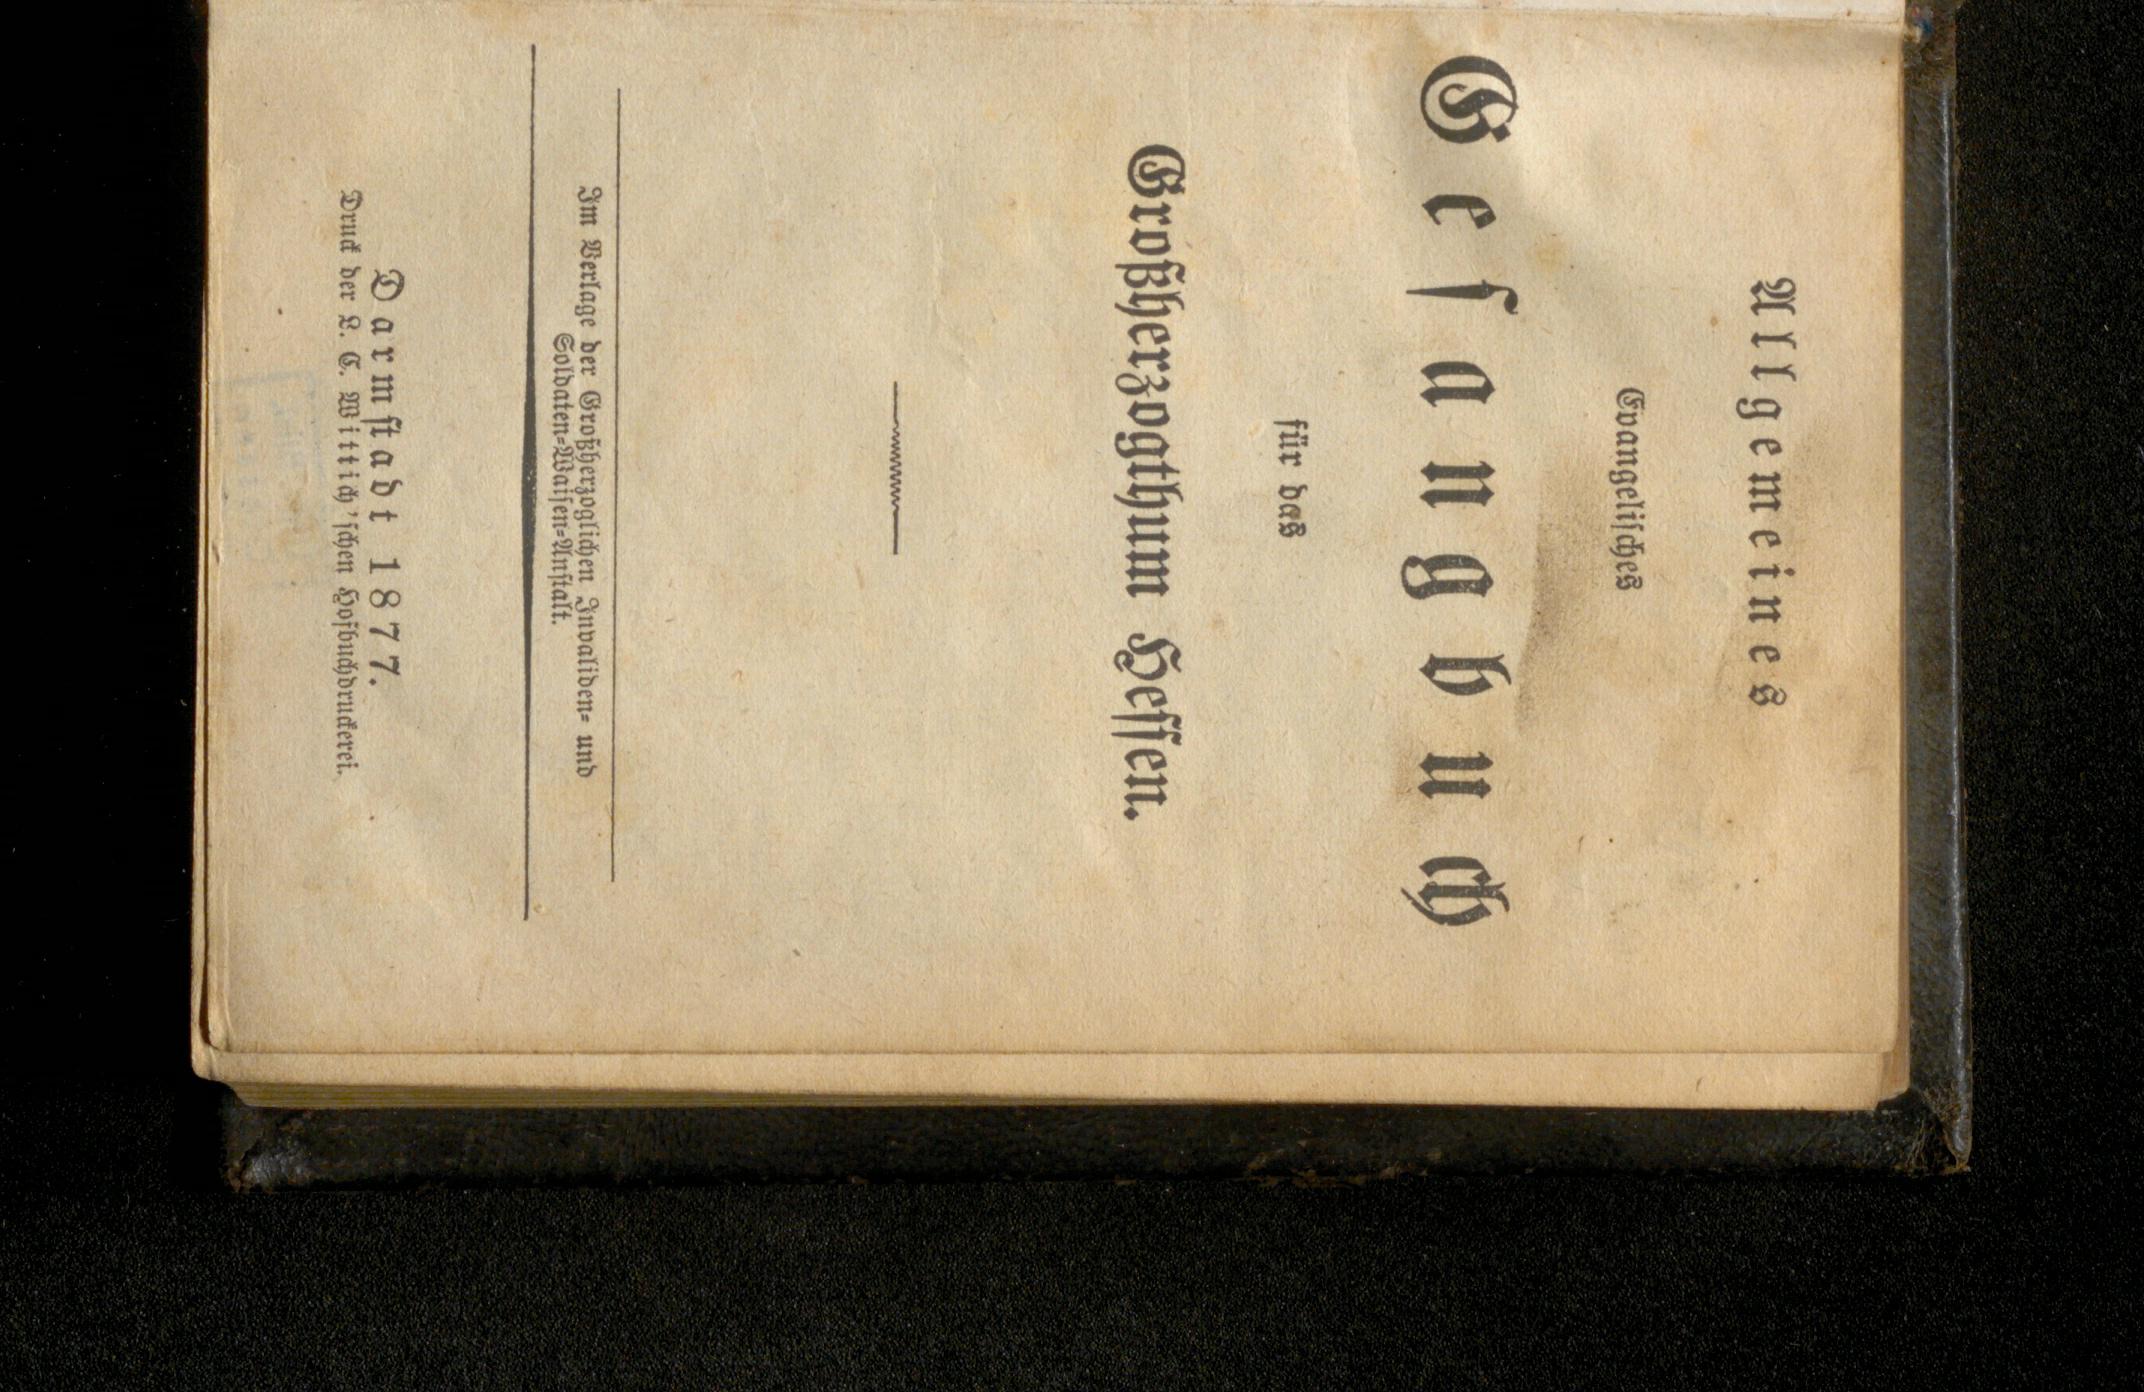 Allgemeines
Evangelisches
Gesangbuch
für das
Großherzogthum Hessen.
Im Verlage der Großherzoglichen Invaliden- und
Soldaten-Waisen-Anstalt.
Darmstadt 1877.
Druck der L. C. Wittich'schen Hofbuchdruckerei.